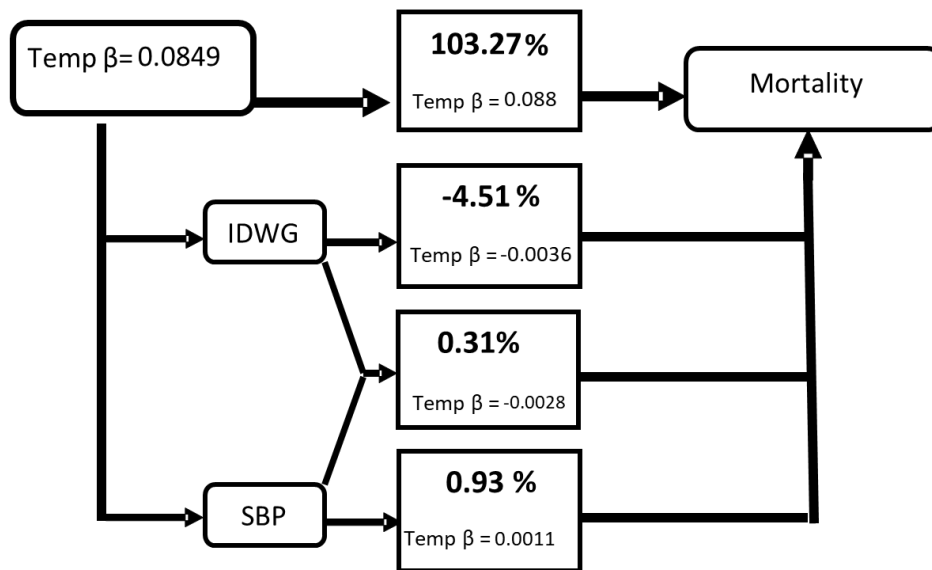 Temp β= 0.0849
103.27%
Temp β = 0.088
Mortality
IDWG
-4.51 %
Temp β = -0.0036
0.31%
Temp β = -0.0028
SBP
0.93 %
Temp β = 0.0011